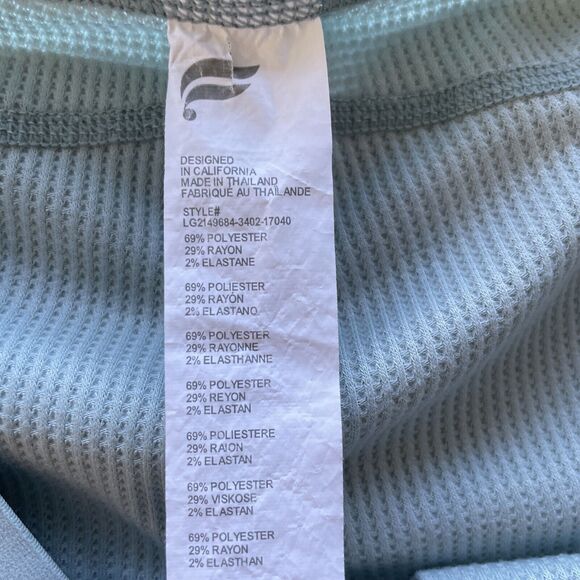 DESIGNED
IN CALIFORNIA
MADE IN THAILAND
FABRIQUÉ AU THAILANDE
STYLE#
LG2149684-3402-17040
69% POLYESTER
29% RAYON
2% ELASTANE
69% POLIESTER
29% RAYÓN
2% ELASTANO
69% POLYESTER
29% RAYONNE
2% ELASTHANNE
69% POLYESTER
29% REYON
2% ELASTAN
69% POLIESTERE
29% RAION
2% ELASTAN
69% POLYESTER
29% VISKOSE
2% ELASTAN
69% POLYESTER
29% RAYON
2% ELASTHAN